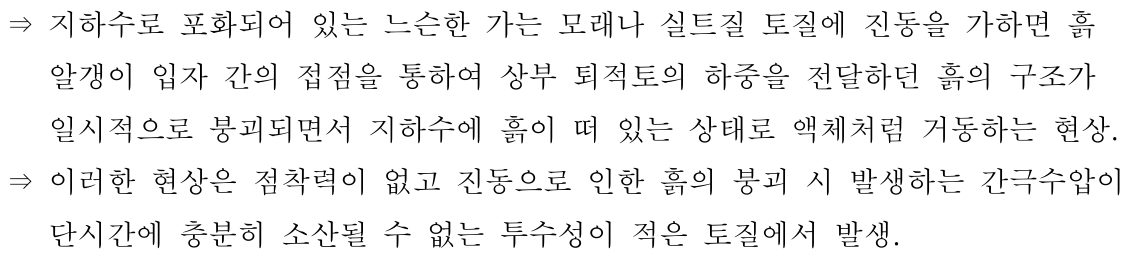 ⇒ 지하수로 포화되어 있는 느슨한 가는 모래나 실트질 토질에 진동을 가하면 흙
알갱이 입자 간의 접점을 통하여 상부 퇴적토의 하중을 전달하던 흙의 구조가
일시적으로 붕괴되면서 지하수에 흙이 떠 있는 상태로 액체처럼 거동하는 현상.
⇒ 이러한 현상은 점착력이 없고 진동으로 인한 흙의 붕괴 시 발생하는 간극수압이
단시간에 충분히 소산될 수 없는 투수성이 적은 토질에서 발생.